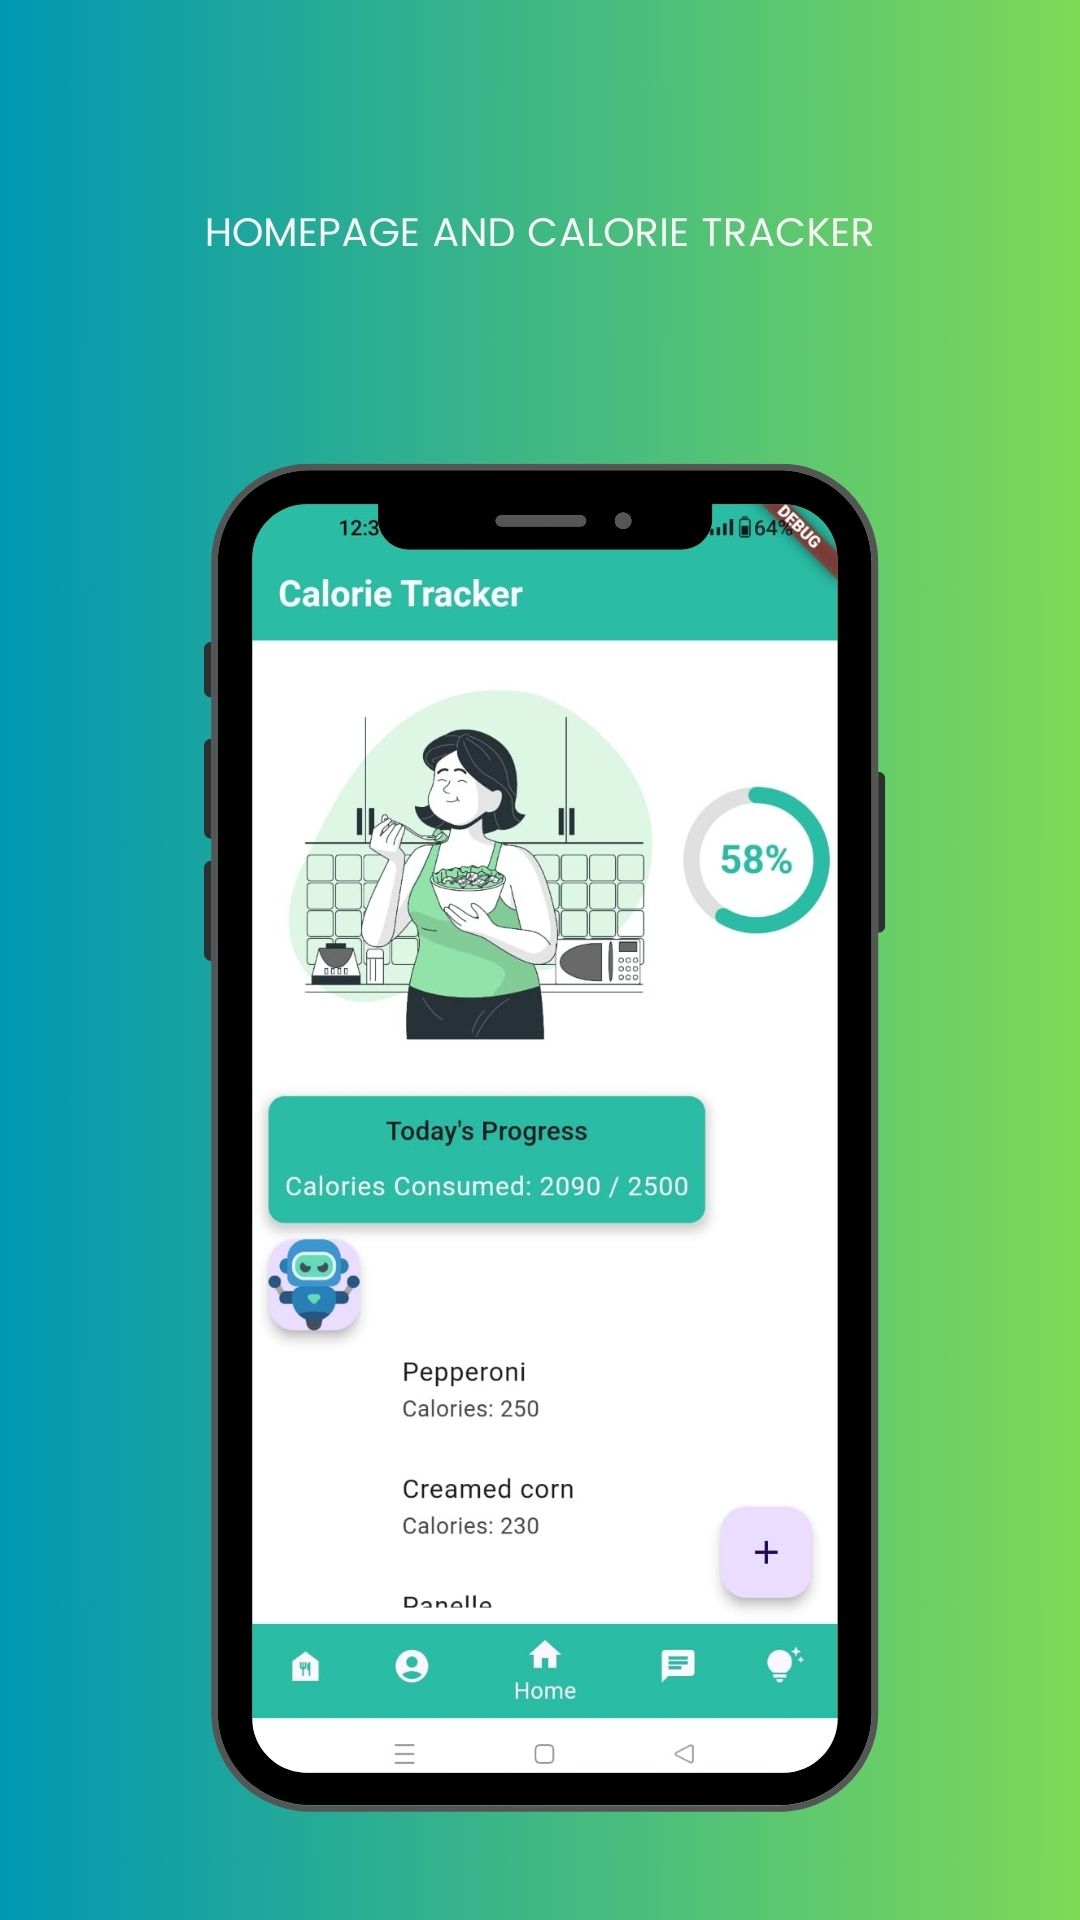 HOMEPAGE AND CALORIE TRACKER
12:3
64%
DEBUG
Calorie Tracker
58%
Today's Progress
Calories Consumed: 2090 / 2500
Pepperoni
Calories: 250
Creamed corn
Calories: 230
Panelle
+
Home